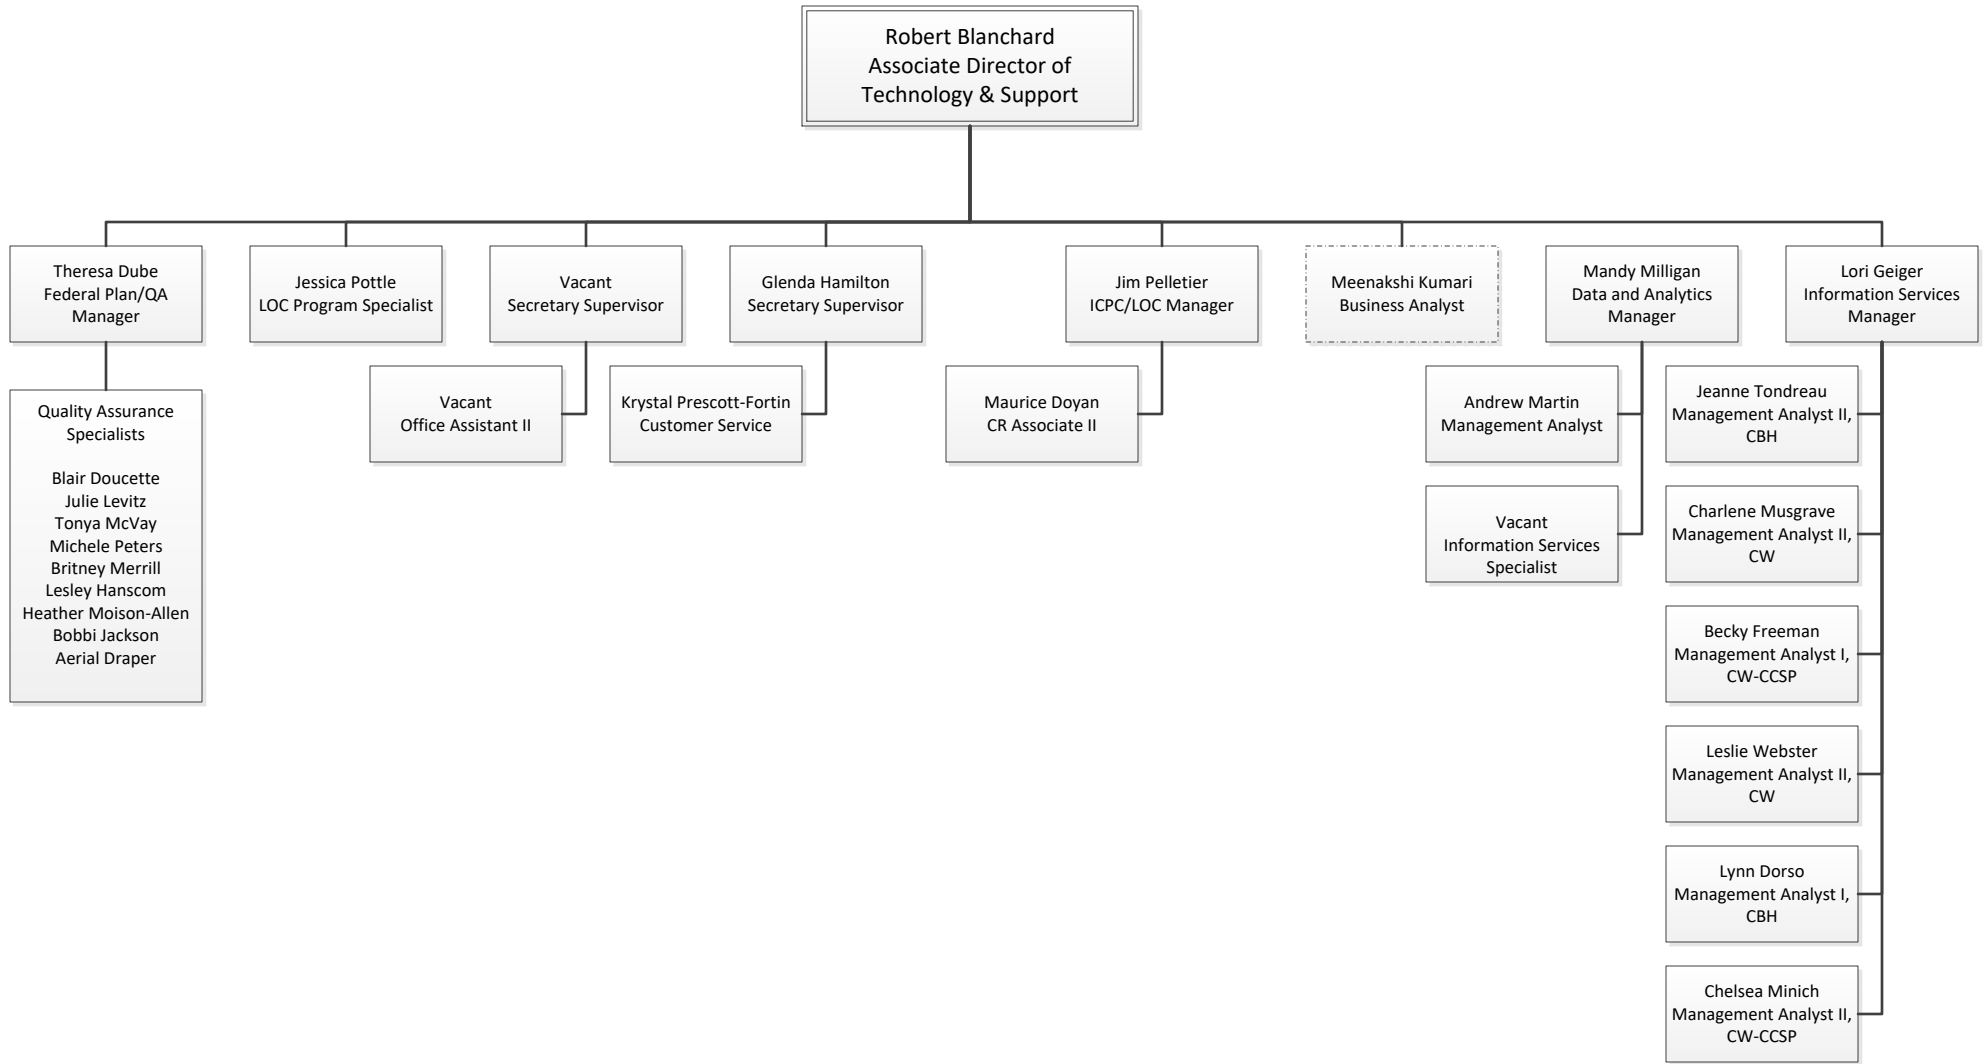 Robert Blanchard
Associate Director of
Technology & Support
Theresa Dube
Federal Plan/QA
Manager
Jessica Pottle
LOC Program Specialist
Vacant
Secretary Supervisor
Glenda Hamilton
Secretary Supervisor
Jim Pelletier
ICPC/LOC Manager
Meenakshi Kumari
Business Analyst
Mandy Milligan
Data and Analytics
Manager
Lori Geiger
Information Services
Manager
Quality Assurance
Specialists
Blair Doucette
Julie Levitz
Tonya McVay
Michele Peters
Britney Merrill
Lesley Hanscom
Heather Moison-Allen
Bobbi Jackson
Aerial Draper
Vacant
Office Assistant II
Krystal Prescott-Fortin
Customer Service
Maurice Doyan
CR Associate II
Andrew Martin
Management Analyst
Vacant
Information Services
Specialist
Jeanne Tondreau
Management Analyst II,
CBH
Charlene Musgrave
Management Analyst II,
CW
Becky Freeman
Management Analyst I,
CW-CCSP
Leslie Webster
Management Analyst II,
CW
Lynn Dorso
Management Analyst I,
CBH
Chelsea Minich
Management Analyst II,
CW-CCSP